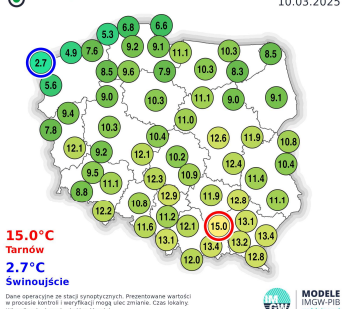 10.03.2025
6.6
6.8
5.3
9.2 9.1
4.9 7.6 11.1 10.3 8.5
2.7
8.5 9.6 7.9 10.3 8.3
5.6
9.0 10.3 11.1 9.0 9.1
9.4
11.0
7.8 10.3
10.4 12.6 11.9 10.8
12.1 9.2 12.1 10.2
12.4 10.4
9.5 12.3 10.9 11.4
8.8 11.1
12.9 11.9 12.8 11.1
12.2 10.8
11.2
11.6 12.1 15.0 13.1
13.1 13.4 13.2 13.4
12.0 12.8
15.0°C
Tarnów
2.7°C
Świnoujście
Dane operacyjne ze stacji synoptycznych. Prezentowane wartości
w procesie kontroli i weryfikacji mogą ulec zmianie. Czas lokalny.
IM
GW
MODELE
IMGW-PIB